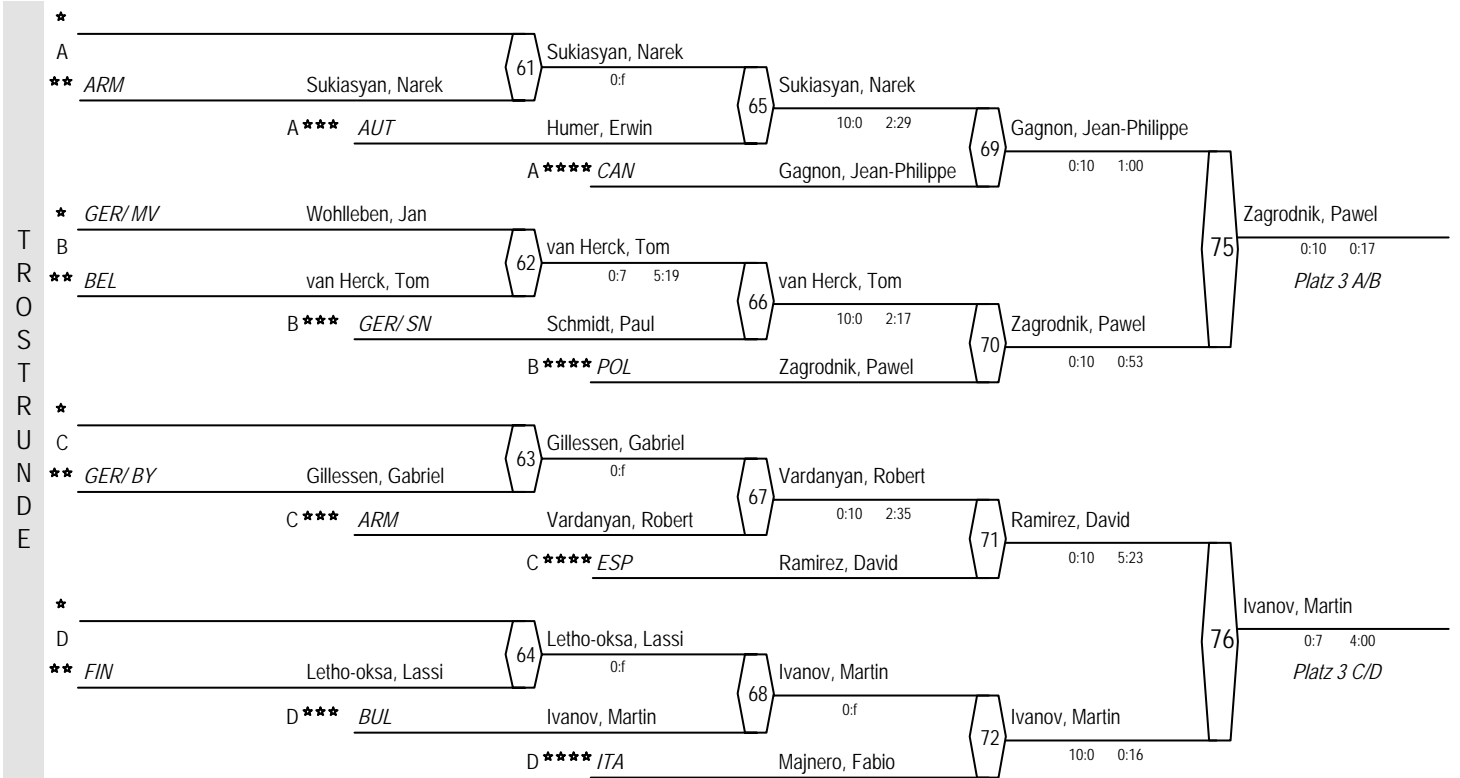 TROSTRUNDE
*
A
** ARM Sukiasyan, Narek
61
Sukiasyan, Narek
0:f
A *** AUT Humer, Erwin
65
Sukiasyan, Narek
10:0 2:29
A **** CAN Gagnon, Jean-Philippe
69
Gagnon, Jean-Philippe
0:10 1:00
* GER/MV Wohlleben, Jan
B
** BEL van Herck, Tom
62
van Herck, Tom
0:7 5:19
B *** GER/SN Schmidt, Paul
66
van Herck, Tom
10:0 2:17
B **** POL Zagrodnik, Pawel
70
Zagrodnik, Pawel
0:10 0:53
75
Zagrodnik, Pawel
0:10 0:17
Platz 3 A/B
*
C
** GER/BY Gillessen, Gabriel
63
Gillessen, Gabriel
0:f
C *** ARM Vardanyan, Robert
67
Vardanyan, Robert
0:10 2:35
C **** ESP Ramirez, David
71
Ramirez, David
0:10 5:23
*
D
** FIN Letho-oksa, Lassi
64
Letho-oksa, Lassi
0:f
D *** BUL Ivanov, Martin
68
Ivanov, Martin
0:f
D **** ITA Majnero, Fabio
72
Ivanov, Martin
10:0 0:16
76
Ivanov, Martin
0:7 4:00
Platz 3 C/D